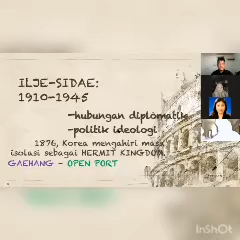 ILJE-SIDAE:
1910-1945
-hubungan diplomatik
-politik ideologi
1876, Korea mengahiri masa
isolasi sebagai HERMIT KINGDOM.
GAEHANG - OPEN PORT
InShOt